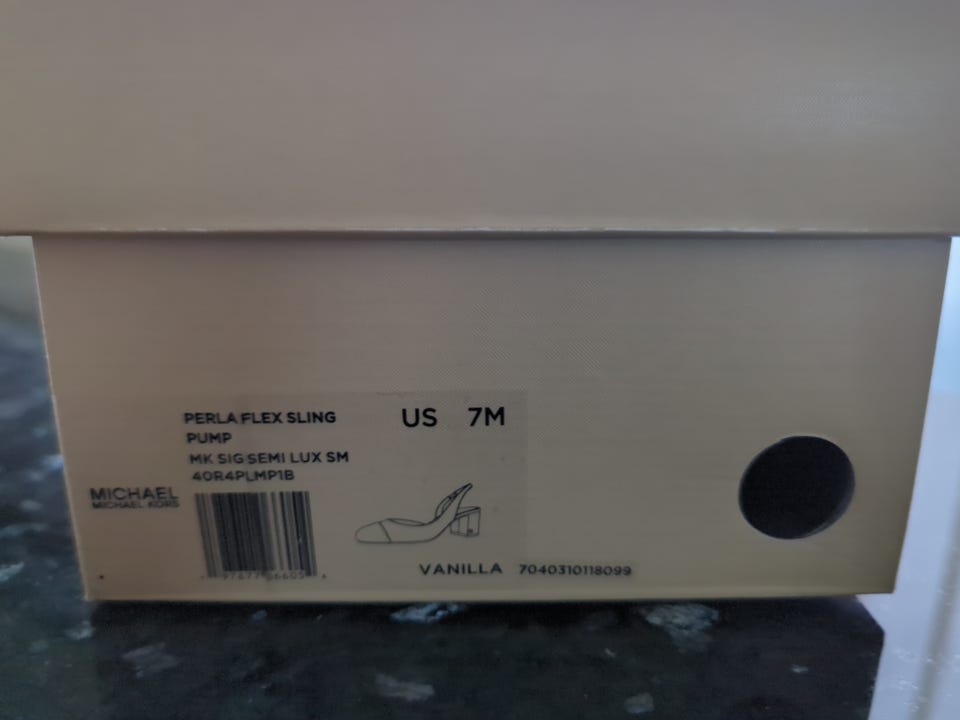 PERLA FLEX SLING
PUMP
US 7M
MK SIG SEMI LUX SM
40R4PLMP1B
MICHAEL
MICHAEL KORS
VANILLA 7040310118099